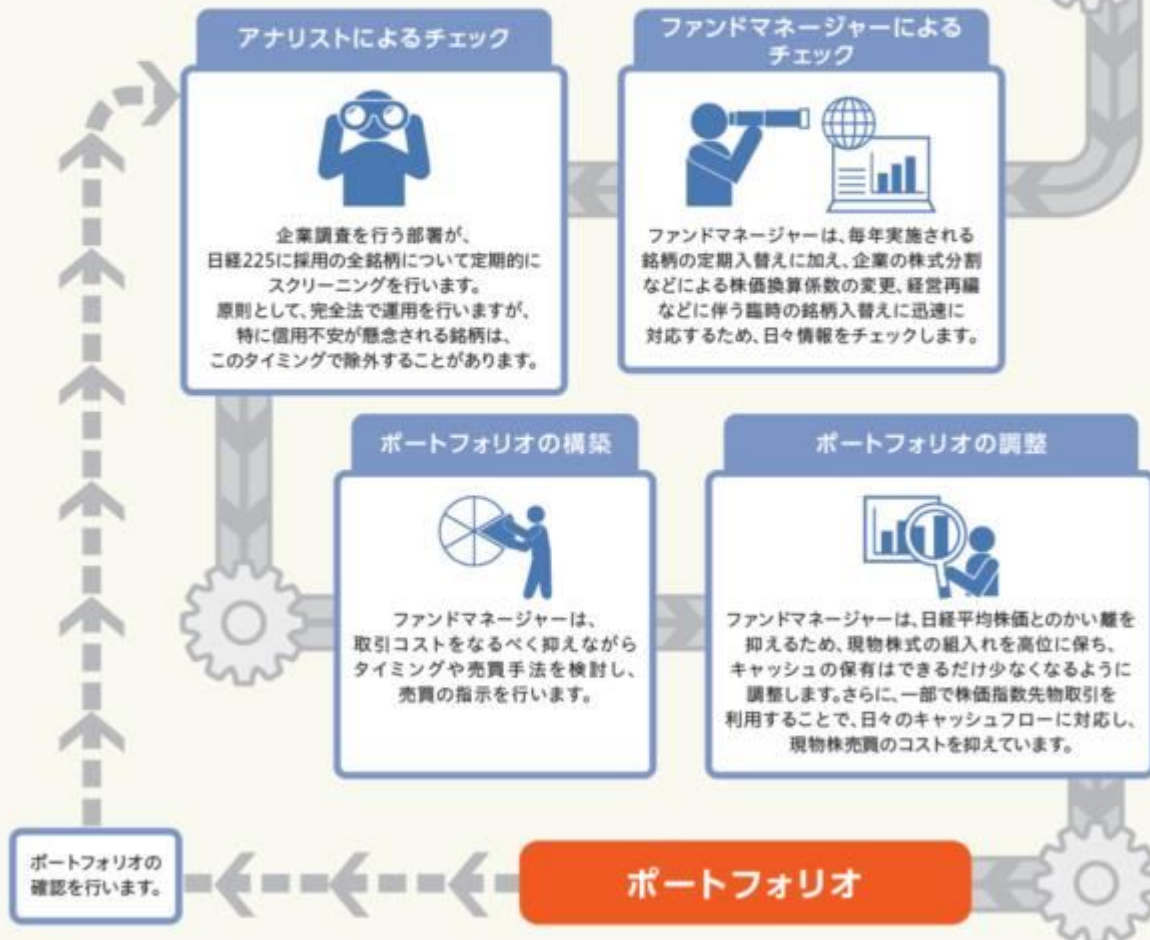 アナリストによるチェック
企業調査を行う部署が、
日経225に採用の全銘柄について定期的に
スクリーニングを行います。
原則として、完全法で運用を行いますが、
特に信用不安が懸念される銘柄は、
このタイミングで除外することがあります。
ファンドマネージャーによる
チェック
ファンドマネージャーは、毎年実施される
銘柄の定期入替えに加え、企業の株式分割
などによる株価換算係数の変更、経営再編
などに伴う臨時の銘柄入替えに迅速に
対応するため、日々情報をチェックします。
ポートフォリオの構築
ファンドマネージャーは、
取引コストをなるべく抑えながら
タイミングや売買手法を検討し、
売買の指示を行います。
ポートフォリオの調整
ファンドマネージャーは、日経平均株価とのかい離を
抑えるため、現物株式の組入れを高位に保ち、
キャッシュの保有はできるだけ少なくなるように
調整します。さらに、一部で株価指数先物取引を
利用することで、日々のキャッシュフローに対応し、
現物株売買のコストを抑えています。
ポートフォリオの
確認を行います。
ポートフォリオ